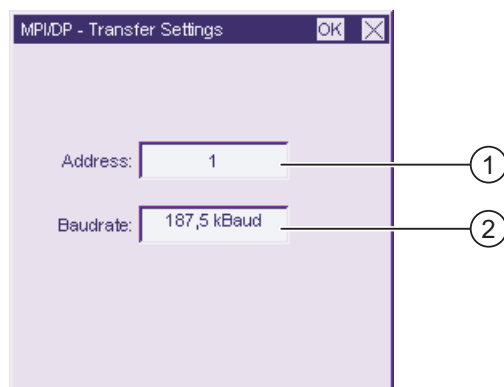 MPI/DP - Transfer Settings OK
Address: 1 1
Baudrate: 187,5 kBaud 2